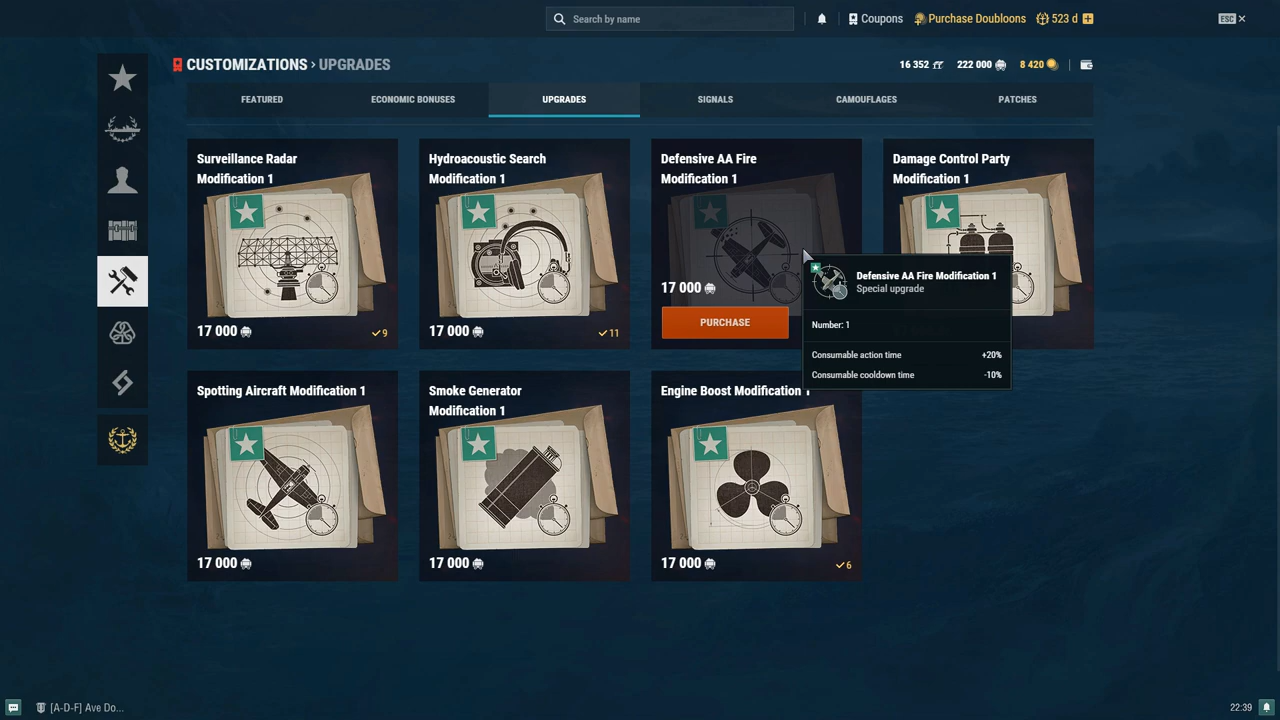 Search by name
Coupons
Purchase Doubloons
523 d
ESC
CUSTOMIZATIONS › UPGRADES
16 352
222 000
8 420
FEATURED
ECONOMIC BONUSES
UPGRADES
SIGNALS
CAMOUFLAGES
PATCHES
Surveillance Radar
Modification 1
17 000
9
Hydroacoustic Search
Modification 1
17 000
11
Defensive AA Fire
Modification 1
17 000
PURCHASE
Damage Control Party
Modification 1
Defensive AA Fire Modification 1
Special upgrade
Number: 1
Consumable action time +20%
Consumable cooldown time -10%
Spotting Aircraft Modification 1
17 000
Smoke Generator
Modification 1
17 000
Engine Boost Modification 1
17 000
6
[A-D-F] Ave Do...
22:39